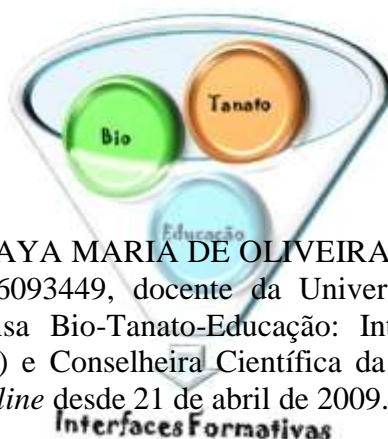 Bio
Tanato
Educação
AYA MARIA DE OLIVEIRA
6093449, docente da Univer
sa Bio-Tanato-Educação: Int
) e Conselheira Científica da
line desde 21 de abril de 2009.
Interfaces Formativas